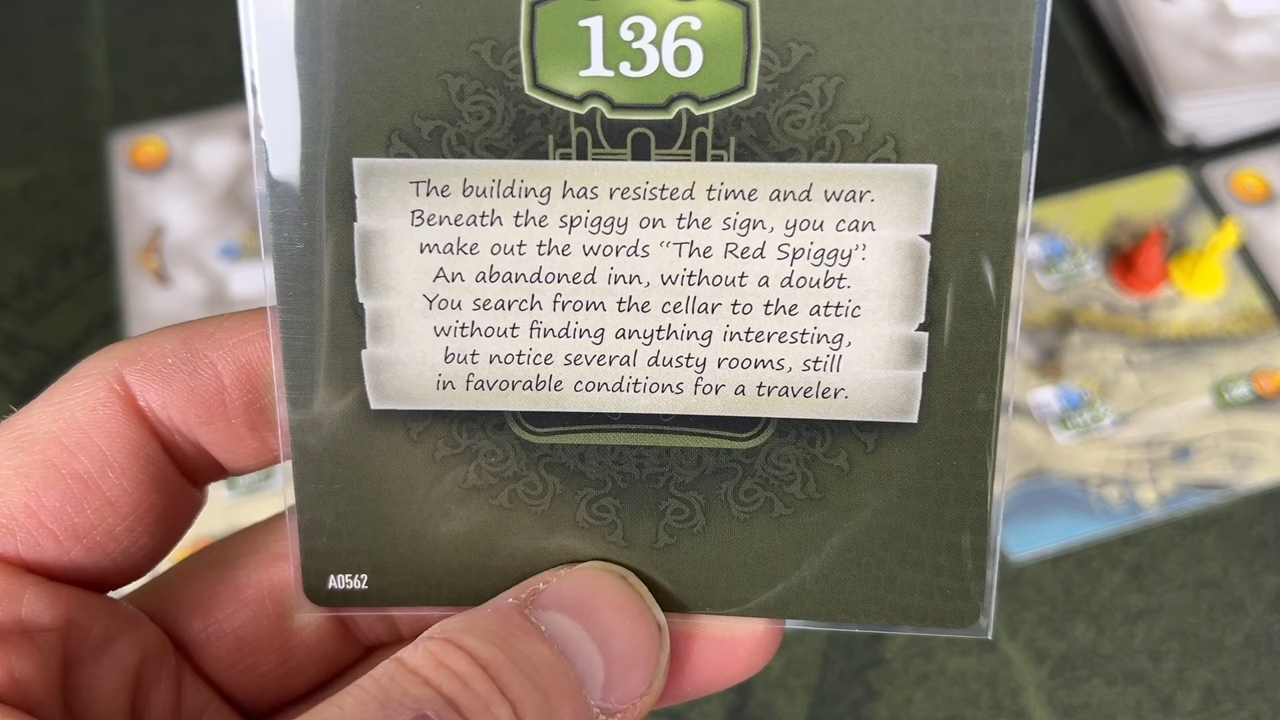 136
The building has resisted time and war.
Beneath the spiggy on the sign, you can
make out the words “The Red Spiggy”.
An abandoned inn, without a doubt.
You search from the cellar to the attic
without finding anything interesting,
but notice several dusty rooms, still
in favorable conditions for a traveler.
A0562